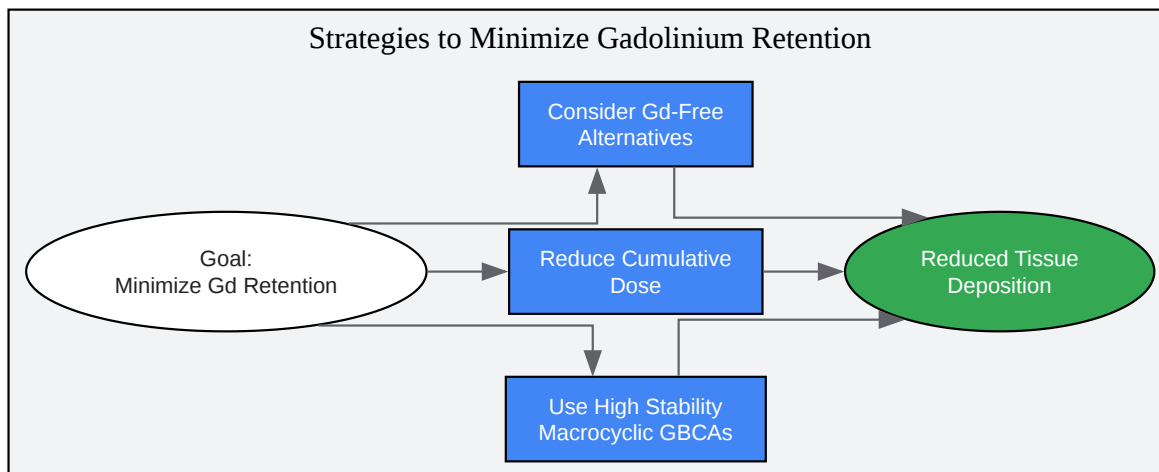 Strategies to Minimize Gadolinium Retention
Consider Gd-Free
Alternatives
Goal:
Minimize Gd Retention
Reduce Cumulative
Dose
Reduced Tissue
Deposition
Use High Stability
Macrocyclic GBCAs